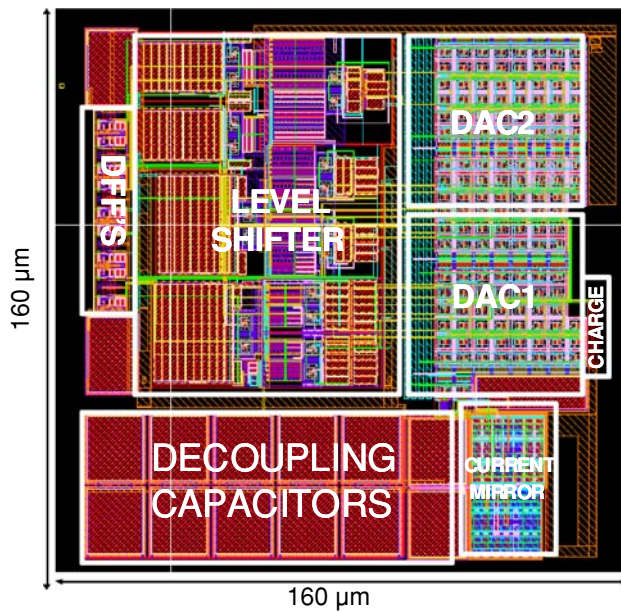 DAC2
DFF'S
LEVEL
SHIFTER
DAC1
CHARGE
160 µm
DECOUPLING
CAPACITORS
CURRENT
MIRROR
160 µm